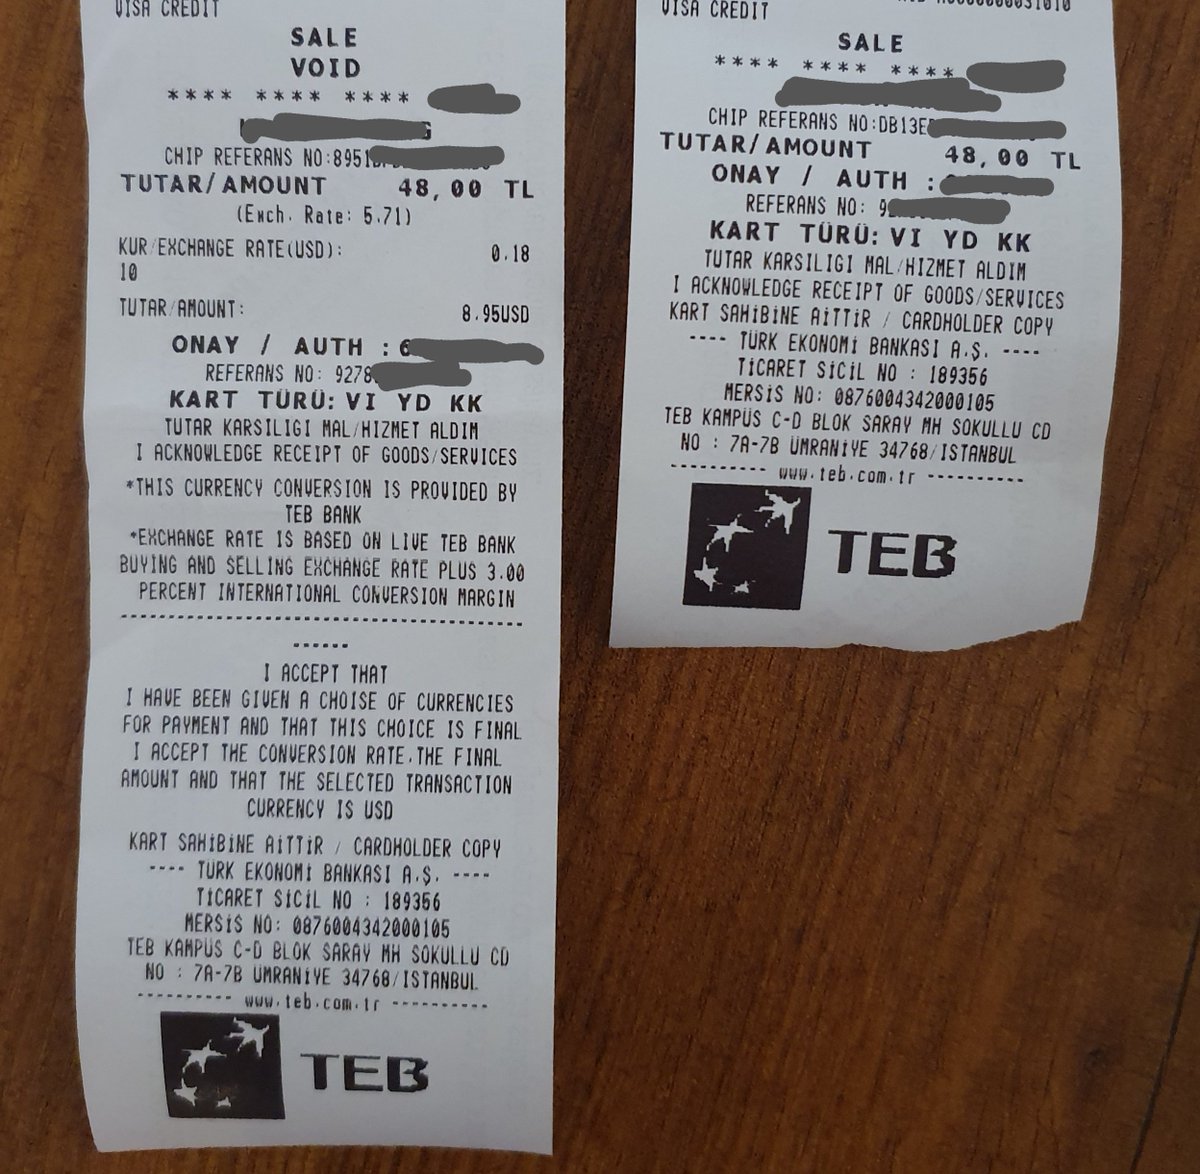 VISA CREDIT
SALE
VOID
**** **** ****
CHIP REFERANS NO:8951
TUTAR/AMOUNT 48,00 TL
(Exch. Rate: 5.71)
KUR/EXCHANGE RATE(USD): 0.18
10
TUTAR/AMOUNT: 8.95USD
ONAY / AUTH : 6
REFERANS NO: 9278
KART TÜRÜ: VI YD KK
TUTAR KARSILIGI MAL/HIZMET ALDIM
I ACKNOWLEDGE RECEIPT OF GOODS/SERVICES
*THIS CURRENCY CONVERSION IS PROVIDED BY
TEB BANK
*EXCHANGE RATE IS BASED ON LIVE TEB BANK
BUYING AND SELLING EXCHANGE RATE PLUS 3.00
PERCENT INTERNATIONAL CONVERSION MARGIN
----------------------------------------
------
I ACCEPT THAT
I HAVE BEEN GIVEN A CHOISE OF CURRENCIES
FOR PAYMENT AND THAT THIS CHOICE IS FINAL
I ACCEPT THE CONVERSION RATE.THE FINAL
AMOUNT AND THAT THE SELECTED TRANSACTION
CURRENCY IS USD
KART SAHİBİNE AİTTİR / CARDHOLDER COPY
---- TÜRK EKONOMİ BANKASI A.Ş. ----
TİCARET SİCİL NO : 189356
MERSİS NO: 0876004342000105
TEB KAMPÜS C-D BLOK SARAY MH SOKULLU CD
NO : 7A-7B ÜMRANİYE 34768/ISTANBUL
---------- www.teb.com.tr ----------
TEB
VISA CREDIT
SALE
**** **** ****
CHIP REFERANS NO:DB13E
TUTAR/AMOUNT 48,00 TL
ONAY / AUTH :
REFERANS NO: 9
KART TÜRÜ: VI YD KK
TUTAR KARSILIGI MAL/HIZMET ALDIM
I ACKNOWLEDGE RECEIPT OF GOODS/SERVICES
KART SAHİBİNE AİTTİR / CARDHOLDER COPY
---- TÜRK EKONOMİ BANKASI A.Ş. ----
TİCARET SİCİL NO : 189356
MERSİS NO: 0876004342000105
TEB KAMPÜS C-D BLOK SARAY MH SOKULLU CD
NO : 7A-7B ÜMRANİYE 34768/ISTANBUL
---------- www.teb.com.tr ----------
TEB